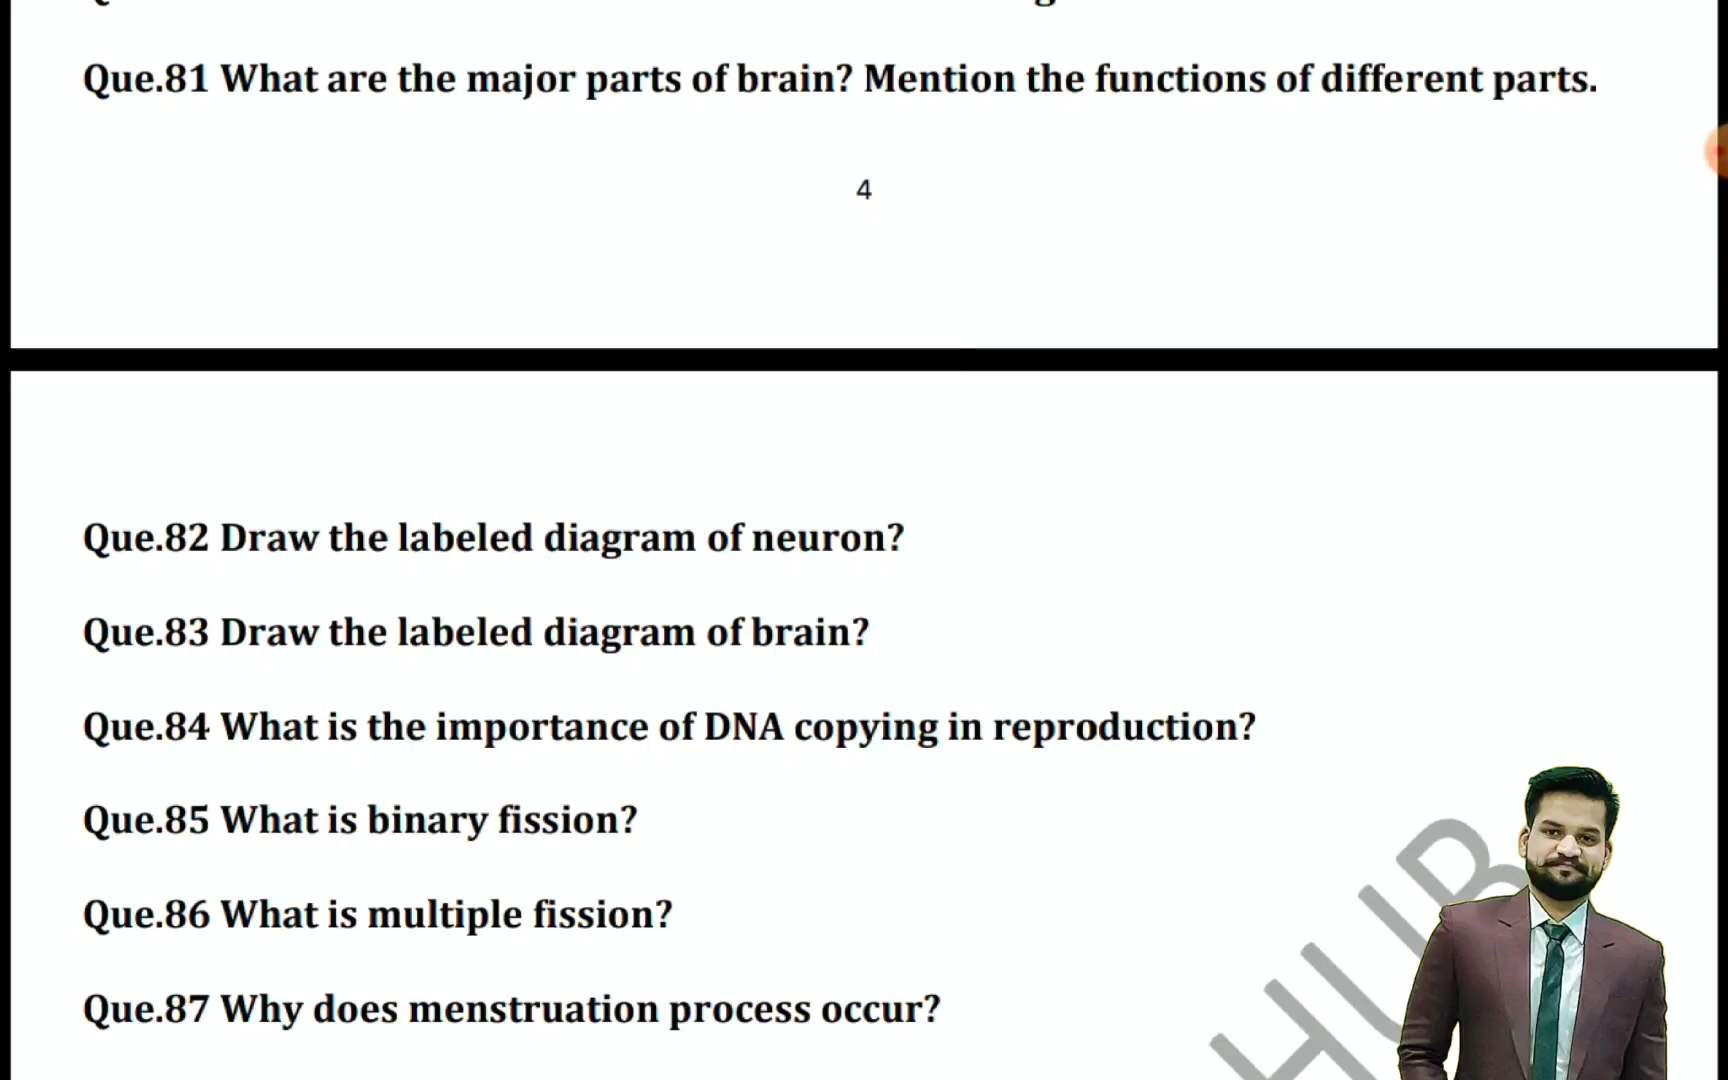 Que.81 What are the major parts of brain? Mention the functions of different parts.
4
Que.82 Draw the labeled diagram of neuron?
Que.83 Draw the labeled diagram of brain?
Que.84 What is the importance of DNA copying in reproduction?
Que.85 What is binary fission?
Que.86 What is multiple fission?
Que.87 Why does menstruation process occur?
HUB